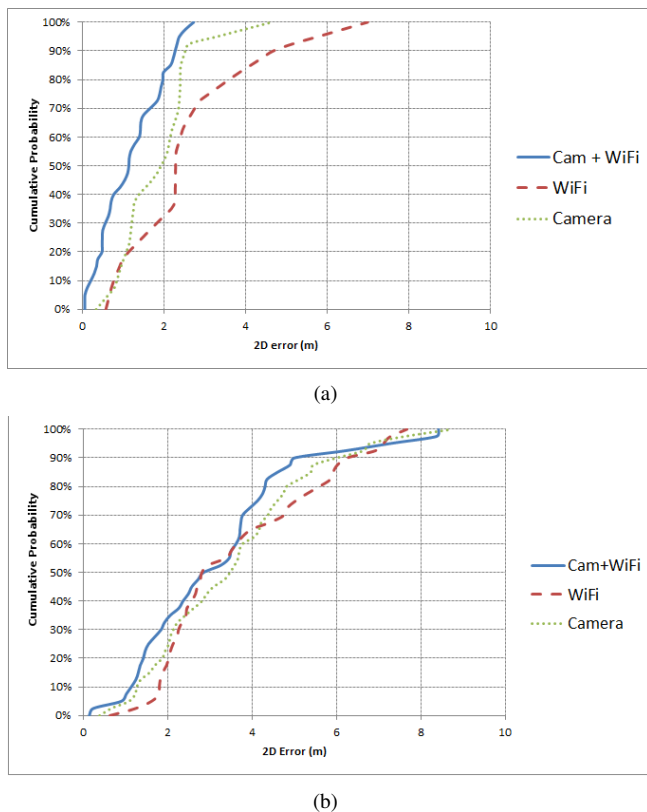 100%
90%
80%
70%
60%
50%
40%
30%
20%
10%
0%
Cumulative Probability
0 2 4 6 8 10
2D error (m)
Cam + WiFi
WiFi
Camera
(a)
100%
90%
80%
70%
60%
50%
40%
30%
20%
10%
0%
Cumulative Probability
0 2 4 6 8 10
2D Error (m)
Cam+WiFi
WiFi
Camera
(b)